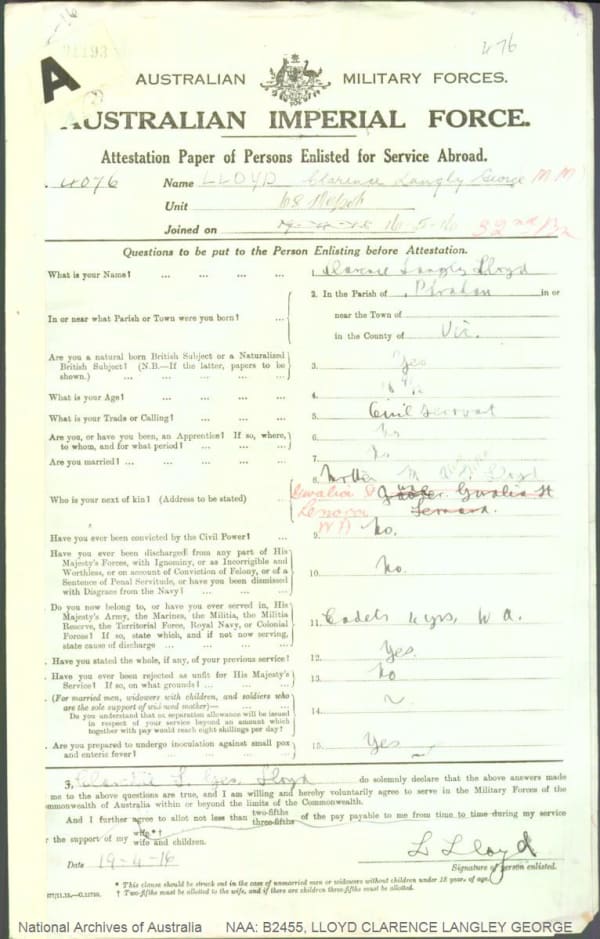 476
A
AUSTRALIAN MILITARY FORCES.
AUSTRALIAN IMPERIAL FORCE.
Attestation Paper of Persons Enlisted for Service Abroad.
4076 Name LLOYD Clarence Langley George MM
Unit
Joined on 16-5-16 32nd Bn
Questions to be put to the Person Enlisting before Attestation.
What is your Name? ... ... ... ... 1. Clarence Langley Lloyd
In or near what Parish or Town were you born? ... 2. In the Parish of Prahran in or
near the Town of
in the County of Vic.
Are you a natural born British Subject or a Naturalized British Subject? (N.B.—If the latter, papers to be shown.) ... ... ... ... 3. Yes
What is your Age? ... ... ... ... 4.
What is your Trade or Calling? ... ... ... 5. Civil Servant
Are you, or have you been, an Apprentice? If so, where, to whom, and for what period? ... ... ... 6. No
Are you married? ... ... ... ... 7. No
Who is your next of kin? (Address to be stated) ... 8. Mother M Lloyd
Gwalia St Gwalia St
Lenora
WA
Have you ever been convicted by the Civil Power? ... 9. No.
Have you ever been discharged from any part of His Majesty's Forces, with Ignominy, or as Incorrigible and Worthless, or on account of Conviction of Felony, or of a Sentence of Penal Servitude, or have you been dismissed with Disgrace from the Navy? ... ... ... 10. No.
Do you now belong to, or have you ever served in, His Majesty's Army, the Marines, the Militia, the Militia Reserve, the Territorial Force, Royal Navy, or Colonial Forces? If so, state which, and if not now serving, state cause of discharge ... ... ... 11. Cadets 4 yrs, W A.
Have you stated the whole, if any, of your previous service? 12. Yes.
Have you ever been rejected as unfit for His Majesty's Service? If so, on what grounds? ... ... 13. No
(For married men, widowers with children, and soldiers who are the sole support of widowed mother)— ... ...
Do you understand that no separation allowance will be issued in respect of your service beyond an amount which together with pay would reach eight shillings per day? ... 14.
Are you prepared to undergo inoculation against small pox and enteric fever? ... ... ... ... 15. Yes
I, Lloyd do solemnly declare that the above answers made
me to the above questions are true, and I am willing and hereby voluntarily agree to serve in the Military Forces of the
mmonwealth of Australia within or beyond the limits of the Commonwealth.
And I further agree to allot not less than two-fifths three-fifths of the pay payable to me from time to time during my service
r the support of my wife*† wife and children.
Date 19-4-16 L Lloyd
Signature of person enlisted.
* This clause should be struck out in the case of unmarried men or widowers without children under 18 years of age.
† Two-fifths must be allotted to the wife, and if there are children three-fifths must be allotted.
National Archives of Australia NAA: B2455, LLOYD CLARENCE LANGLEY GEORGE